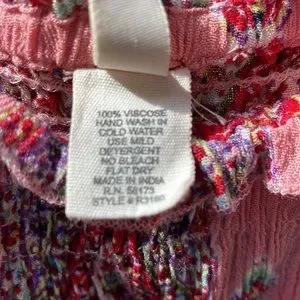 100% VISCOSE
HAND WASH IN
COLD WATER
USE MILD
DETERGENT
NO BLEACH
FLAT DRY
MADE IN INDIA
R.N. 58173
STYLE # R3160